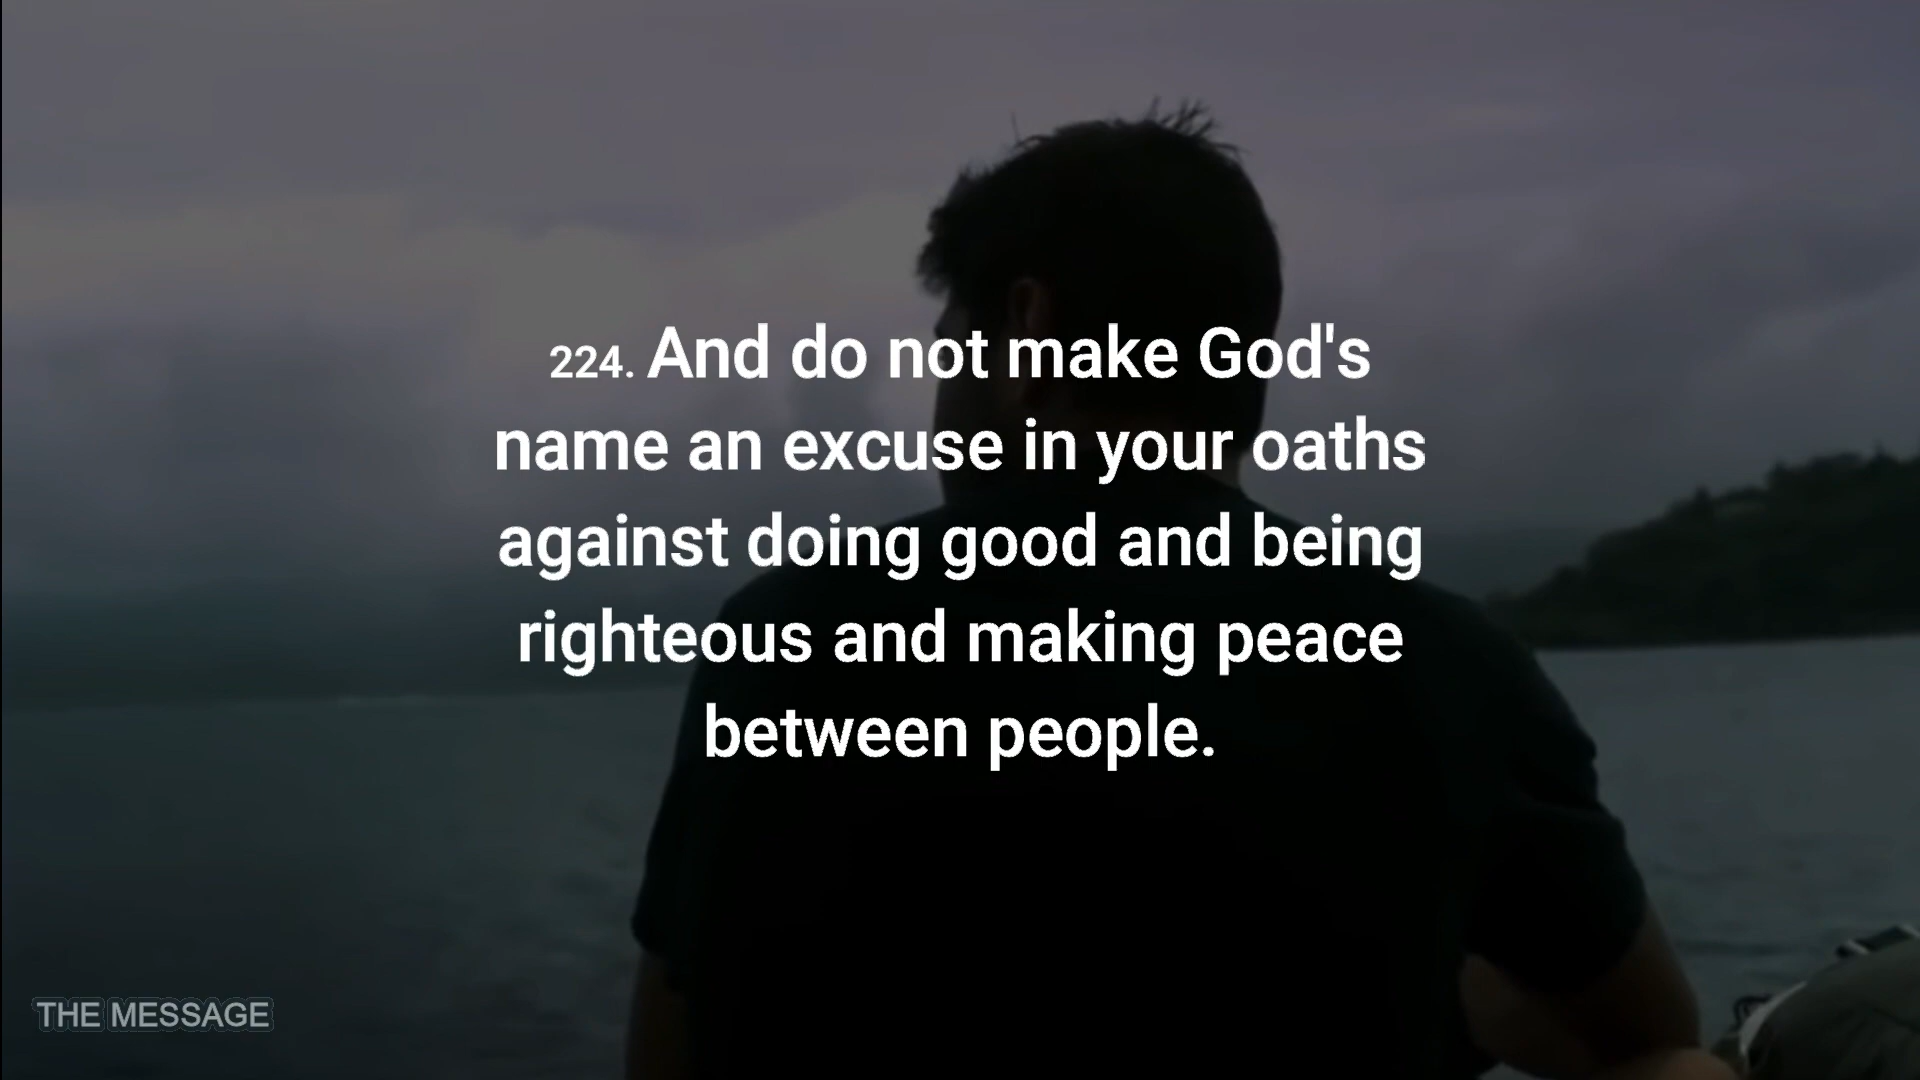 224. And do not make God's
name an excuse in your oaths
against doing good and being
righteous and making peace
between people.
THE MESSAGE